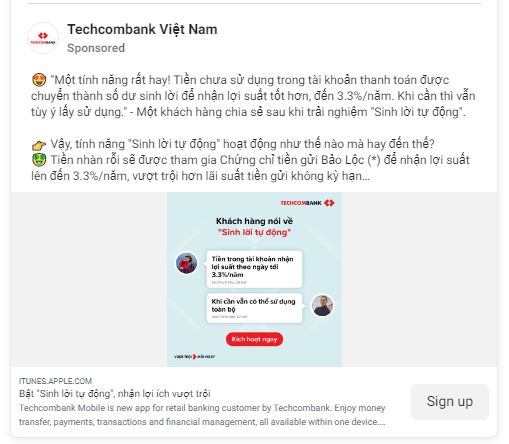 Techcombank Việt Nam
Sponsored
TECHCOMBANK
😍 "Một tính năng rất hay! Tiền chưa sử dụng trong tài khoản thanh toán được
chuyển thành số dư sinh lời để nhận lợi suất tốt hơn, đến 3.3%/năm. Khi cần thì vẫn
tùy ý lấy sử dụng." - Một khách hàng chia sẻ sau khi trải nghiệm "Sinh lời tự động".
👉 Vậy, tính năng "Sinh lời tự động" hoạt động như thế nào mà hay đến thế?
🤑 Tiền nhàn rỗi sẽ được tham gia Chứng chỉ tiền gửi Bảo Lộc (*) để nhận lợi suất
lên đến 3.3%/năm, vượt trội hơn lãi suất tiền gửi không kỳ hạn...
TECHCOMBANK
Khách hàng nói về
"Sinh lời tự động"
Tiền trong tài khoản nhận
lợi suất theo ngày tới
3.3%/năm
Khi cần vẫn có thể sử dụng
toàn bộ
Kích hoạt ngay
VƯỢT TRỘI MỖI NGÀY
ITUNES.APPLE.COM
Bật "Sinh lời tự động", nhận lợi ích vượt trội
Techcombank Mobile is new app for retail banking customer by Techcombank. Enjoy money
transfer, payments, transactions and financial management, all available within one device....
Sign up